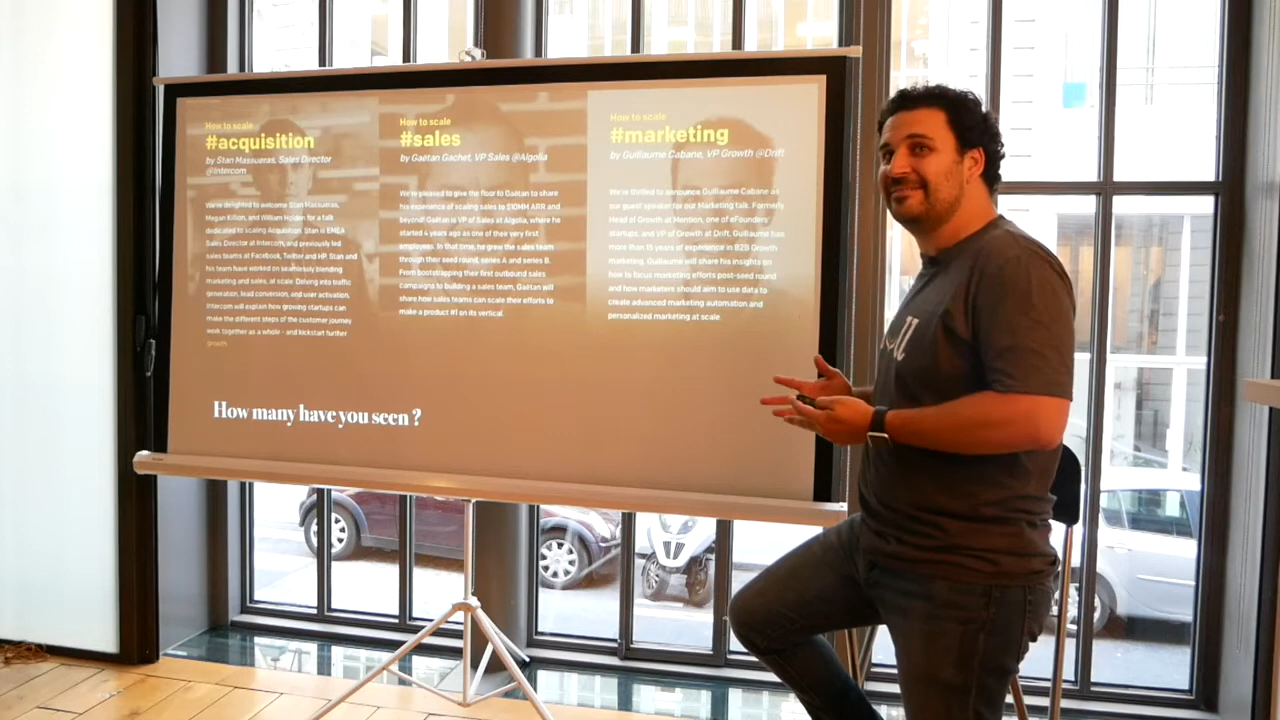 How to scale
#acquisition
by Stan Massueras, Sales Director
@Intercom
We're delighted to welcome Stan Massueras,
Megan Killion, and William Holden for a talk
dedicated to scaling Acquisition. Stan is EMEA
Sales Director at Intercom, and previously led
sales teams at Facebook, Twitter and HP. Stan and
his team have worked on seamlessly blending
marketing and sales, at scale. Delving into traffic
generation, lead conversion, and user activation,
Intercom will explain how growing startups can
make the different steps of the customer journey
work together as a whole - and kickstart further
growth.
How to scale
#sales
by Gaëtan Gachet, VP Sales @Algolia
We're pleased to give the floor to Gaëtan to share
his experience of scaling sales to $10MM ARR and
beyond! Gaëtan is VP of Sales at Algolia, where he
started 4 years ago as one of their very first
employees. In that time, he grew the sales team
through their seed round, series A and series B.
From bootstrapping their first outbound sales
campaigns to building a sales team, Gaëtan will
share how sales teams can scale their efforts to
make a product #1 on its vertical.
How to scale
#marketing
by Guillaume Cabane, VP Growth @Drift
We're thrilled to announce Guillaume Cabane as
our guest speaker for our Marketing talk. Formerly
Head of Growth at Mention, one of eFounders'
startups, and VP of Growth at Drift, Guillaume has
more than 15 years of experience in B2B Growth
marketing. Guillaume will share his insights on
how to focus marketing efforts post-seed round
and how marketers should aim to use data to
create advanced marketing automation and
personalized marketing at scale.
How many have you seen ?